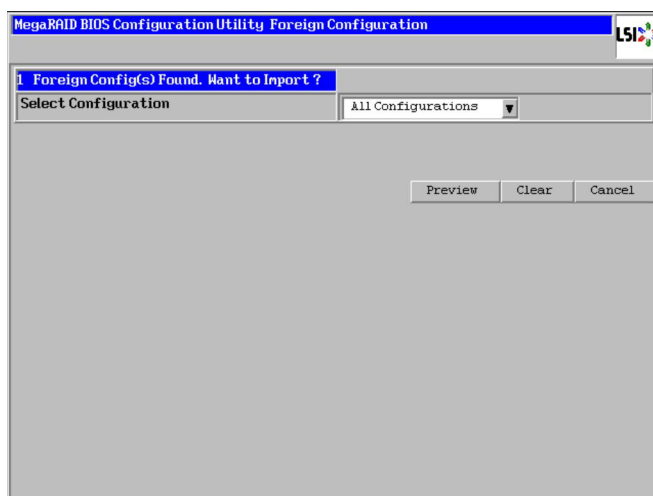 MegaRAID BIOS Configuration Utility Foreign Configuration
LSI
1 Foreign Config(s) Found. Want to Import ?
Select Configuration
All Configurations
Preview Clear Cancel